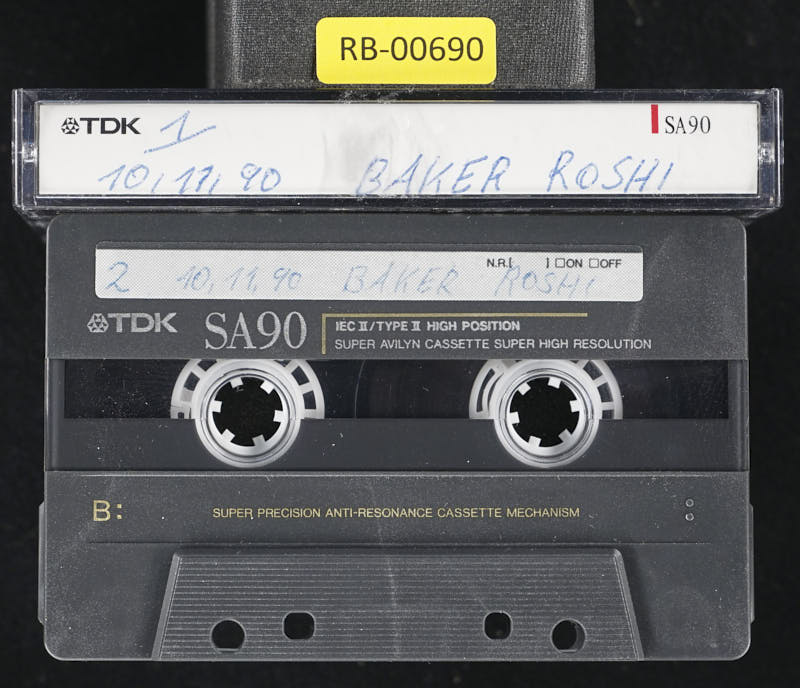 RB-00690
TDK 1 SA90
10,11,90 BAKER ROSHI
N.R.[ ] ☐ON ☐OFF
2 10,11,90 BAKER ROSHI
TDK SA90
IEC II/TYPE II HIGH POSITION
SUPER AVILYN CASSETTE SUPER HIGH RESOLUTION
B:
SUPER PRECISION ANTI-RESONANCE CASSETTE MECHANISM